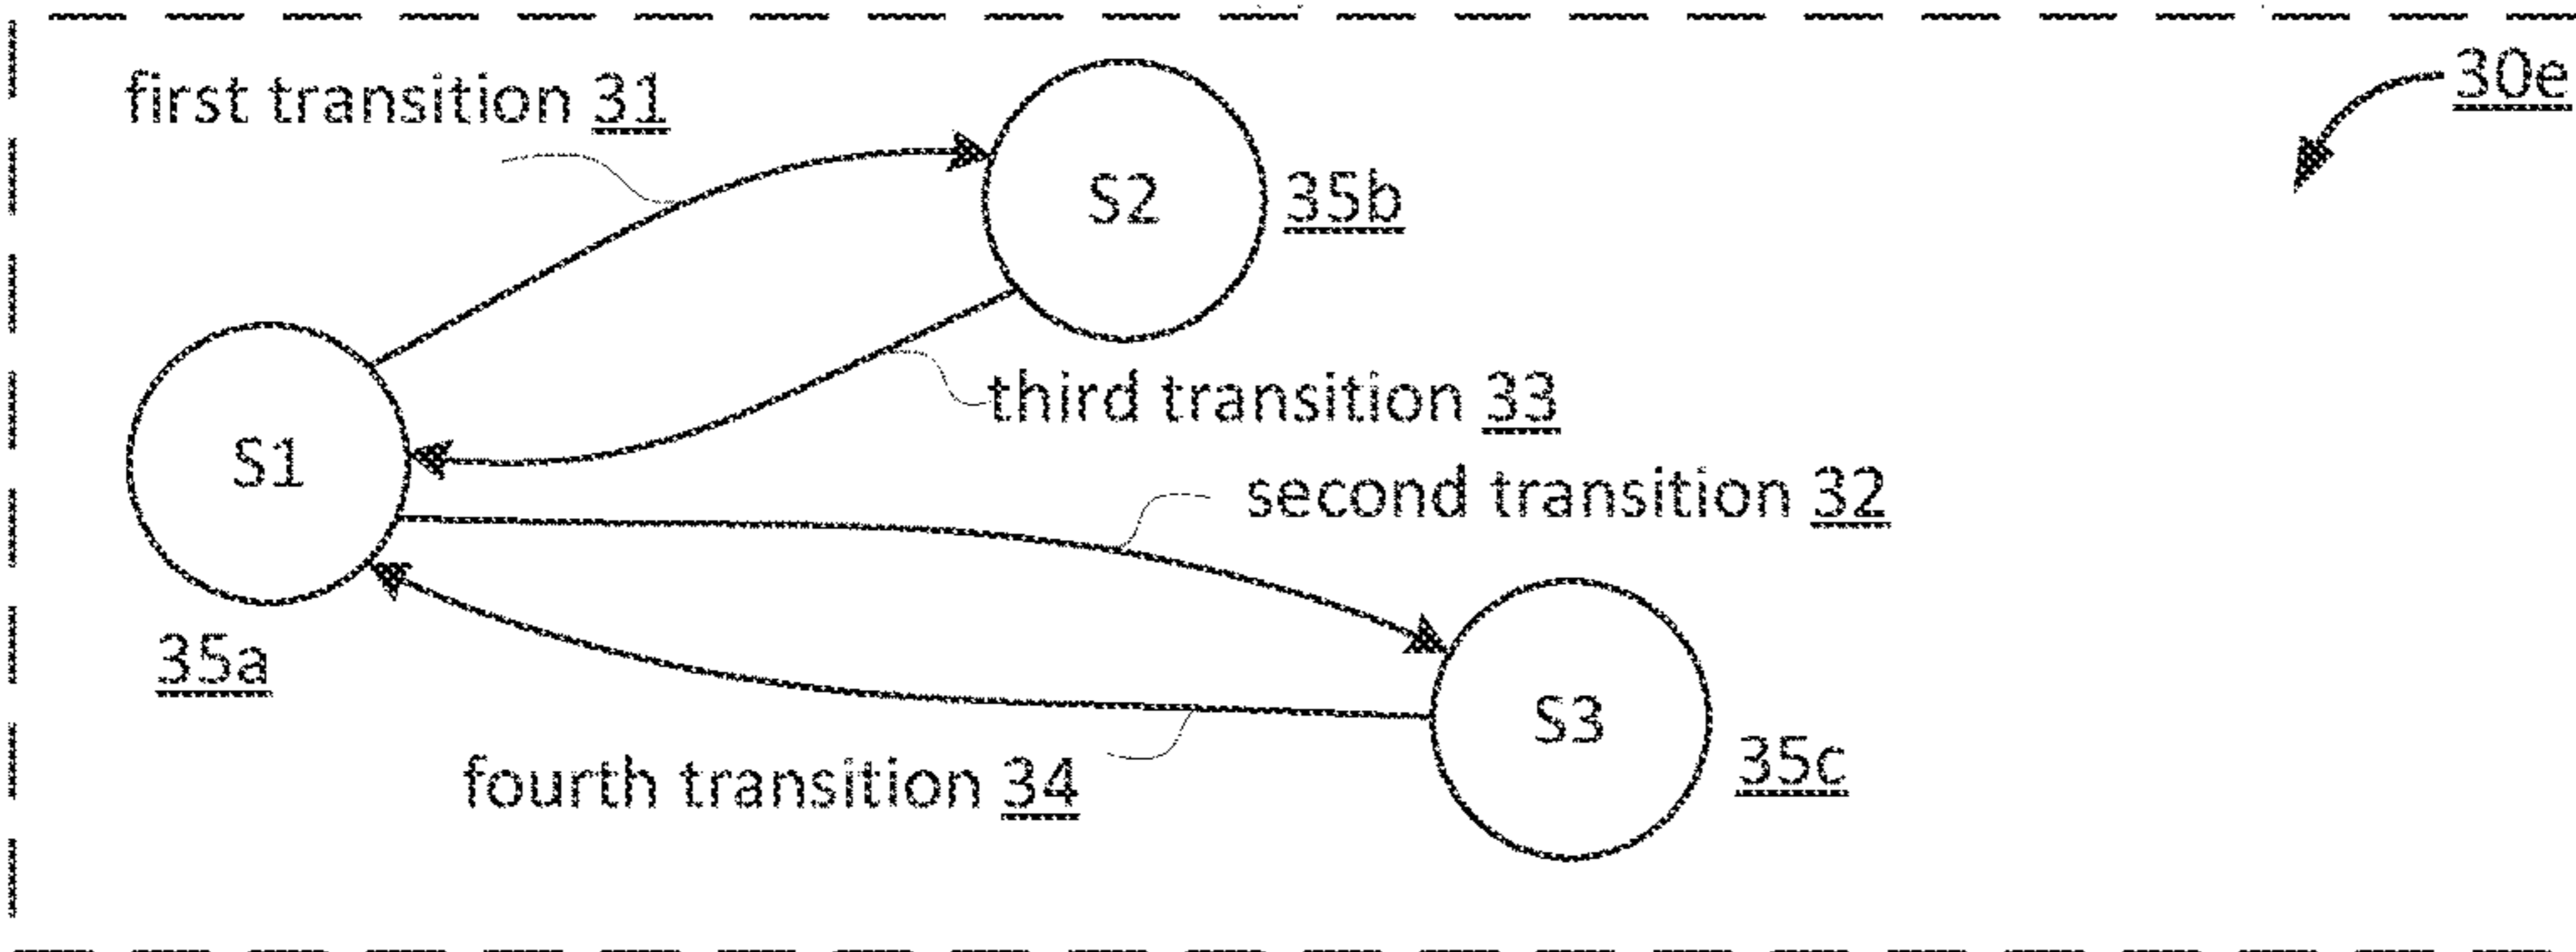 30e
first transition 31
S2
35b
third transition 33
S1
second transition 32
35a
S3
35c
fourth transition 34